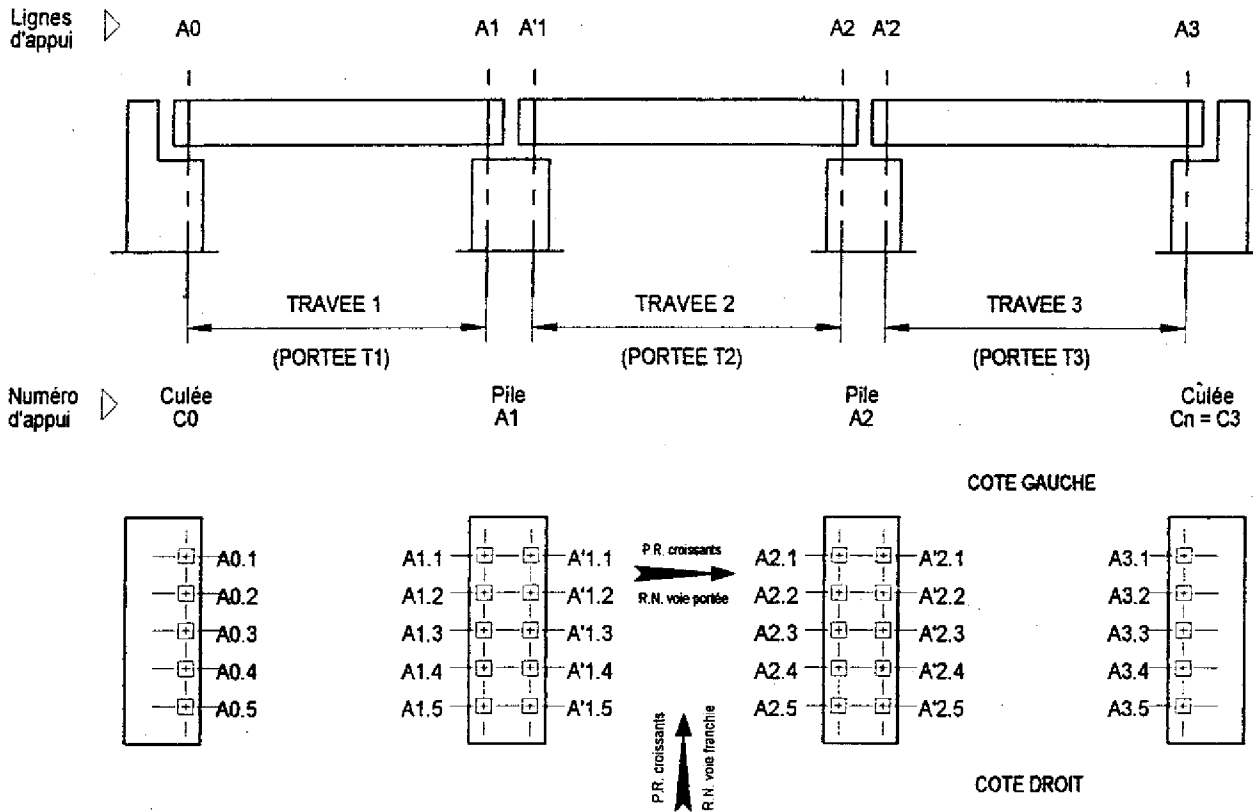 Lignes
d'appui
A0
A1
A'1
A2
A'2
A3
TRAVEE 1
TRAVEE 2
TRAVEE 3
(PORTEE T1)
(PORTEE T2)
(PORTEE T3)
Numéro
d'appui
Culée
C0
Pile
A1
Pile
A2
Culée
Cn = C3
COTE GAUCHE
A0.1
A0.2
A0.3
A0.4
A0.5
A1.1
A1.2
A1.3
A1.4
A1.5
A'1.1
A'1.2
A'1.3
A'1.4
A'1.5
P.R. croissants
R.N. voie portée
A2.1
A2.2
A2.3
A2.4
A2.5
A'2.1
A'2.2
A'2.3
A'2.4
A'2.5
A3.1
A3.2
A3.3
A3.4
A3.5
P.R. croissants
R.N. voie franchie
COTE DROIT